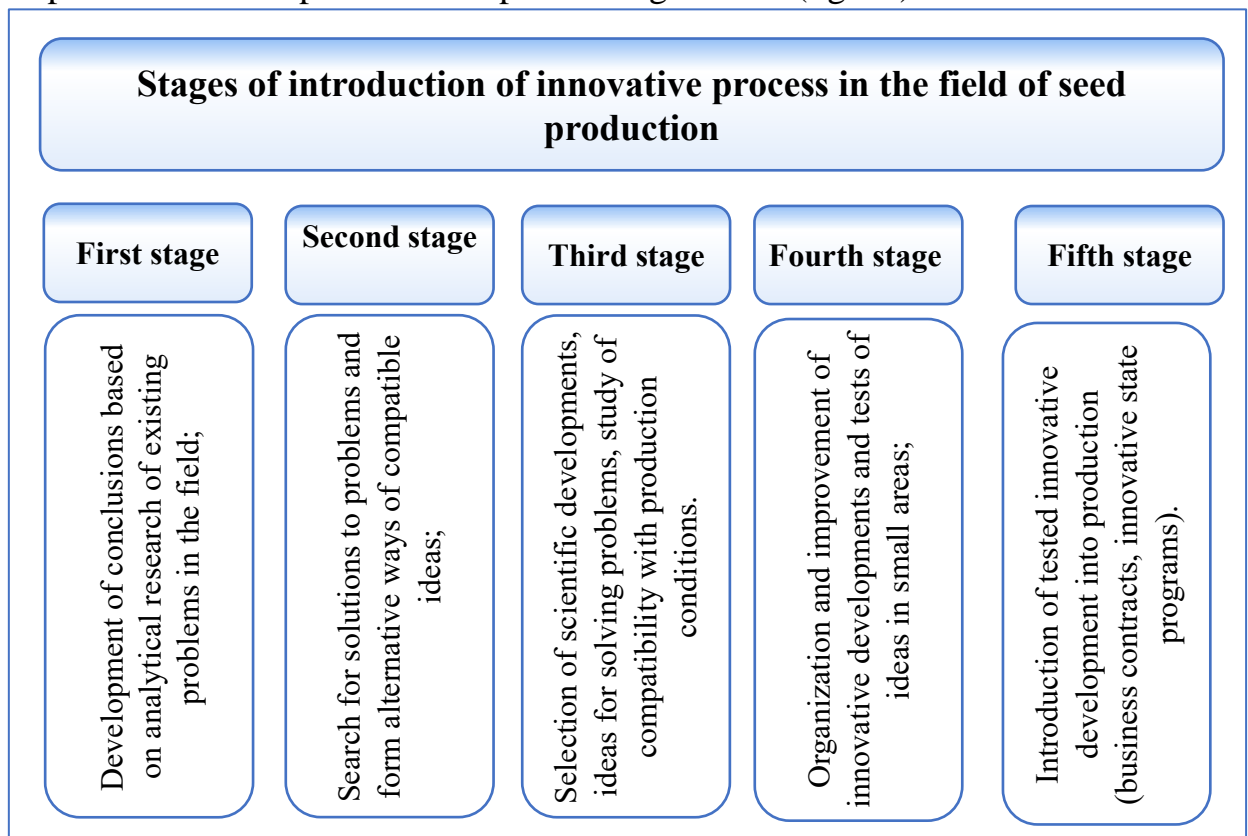 Stages of introduction of innovative process in the field of seed
production
First stage
Second stage
Third stage
Fourth stage
Fifth stage
Development of conclusions based
on analytical research of existing
problems in the field;
Search for solutions to problems and
form alternative ways of compatible
ideas;
Selection of scientific developments,
ideas for solving problems, study of
compatibility with production
conditions.
Organization and improvement of
innovative developments and tests of
ideas in small areas;
Introduction of tested innovative
development into production
(business contracts, innovative state
programs).